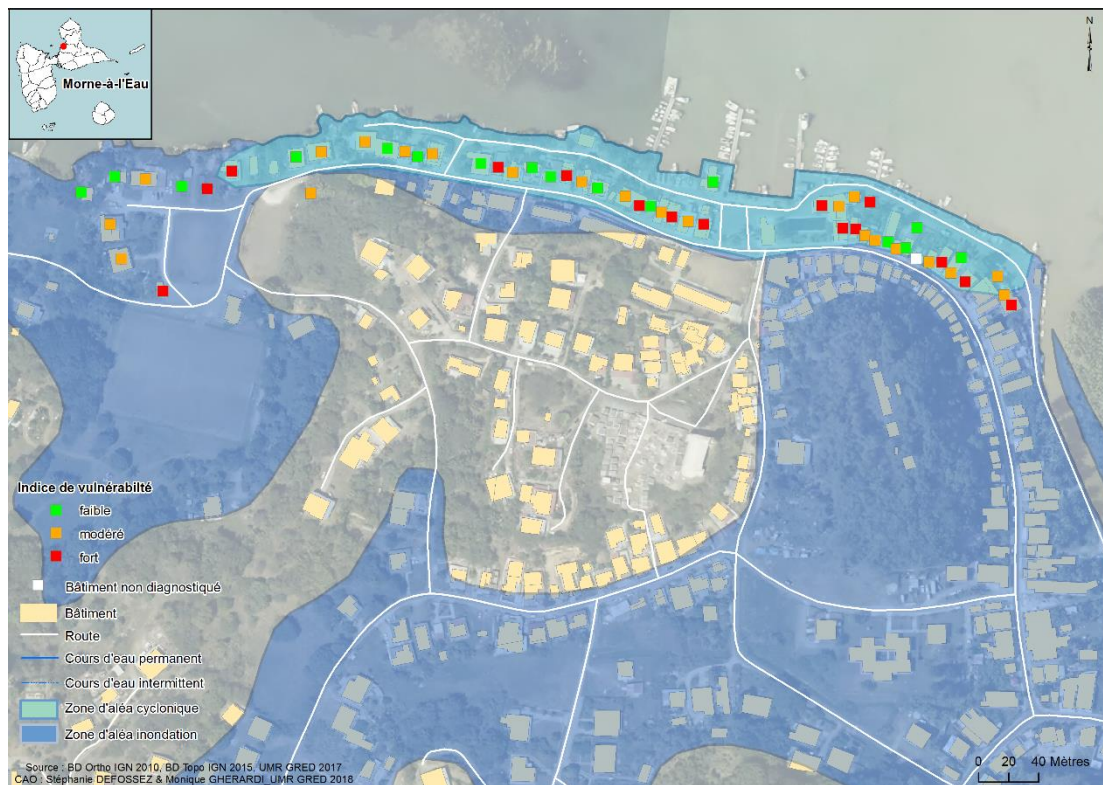 Morne-à-l'Eau
N
Indice de vulnérabilté
faible
modéré
fort
Bâtiment non diagnostiqué
Bâtiment
Route
Cours d'eau permanent
Cours d'eau intermittent
Zone d'aléa cyclonique
Zone d'aléa inondation
Source : BD Ortho IGN 2010, BD Topo IGN 2015, UMR GRED 2017
CAO : Stéphanie DEFOSSEZ & Monique GHERARDI_UMR GRED 2018
0 20 40 Mètres